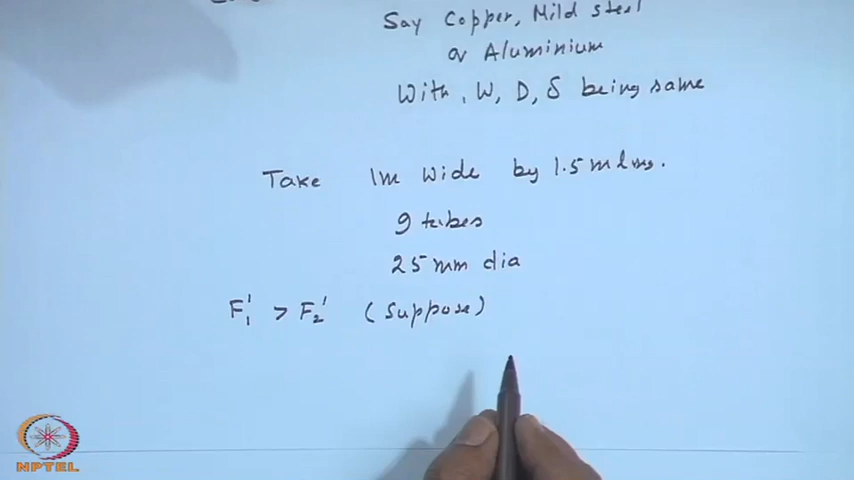 Say Copper, Mild steel
or Aluminium
With, W, D, δ being same
Take 1m wide by 1.5 m long.
9 tubes
25 mm dia
F₁' > F₂' (Suppose)
NPTEL